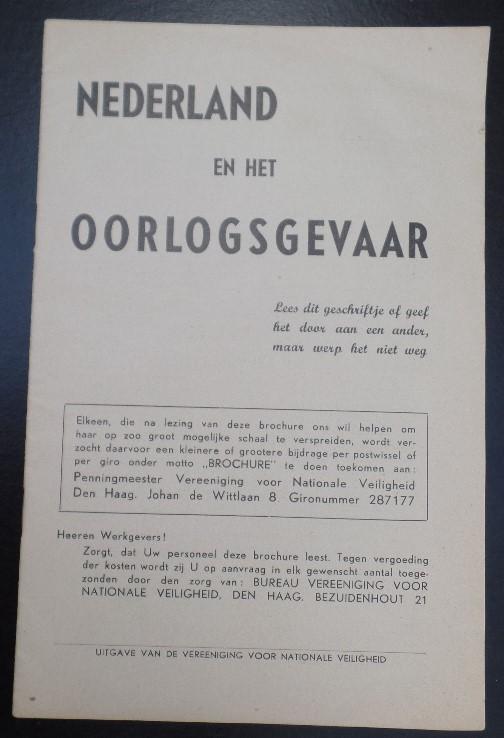 NEDERLAND
EN HET
OORLOGSGEVAAR
Lees dit geschriftje of geef
het door aan een ander,
maar werp het niet weg
Elkeen, die na lezing van deze brochure ons wil helpen om
haar op zoo groot mogelijke schaal te verspreiden, wordt ver-
zocht daarvoor een kleinere of grootere bijdrage per postwissel of
per giro onder motto „BROCHURE" te doen toekomen aan:
Penningmeester Vereeniging voor Nationale Veiligheid
Den Haag. Johan de Wittlaan 8. Gironummer 287177
Heeren Werkgevers!
Zorgt, dat Uw personeel deze brochure leest. Tegen vergoeding
der kosten wordt zij U op aanvraag in elk gewenscht aantal toege-
zonden door den zorg van: BUREAU VEREENIGING VOOR
NATIONALE VEILIGHEID, DEN HAAG. BEZUIDENHOUT 21
UITGAVE VAN DE VEREENIGING VOOR NATIONALE VEILIGHEID